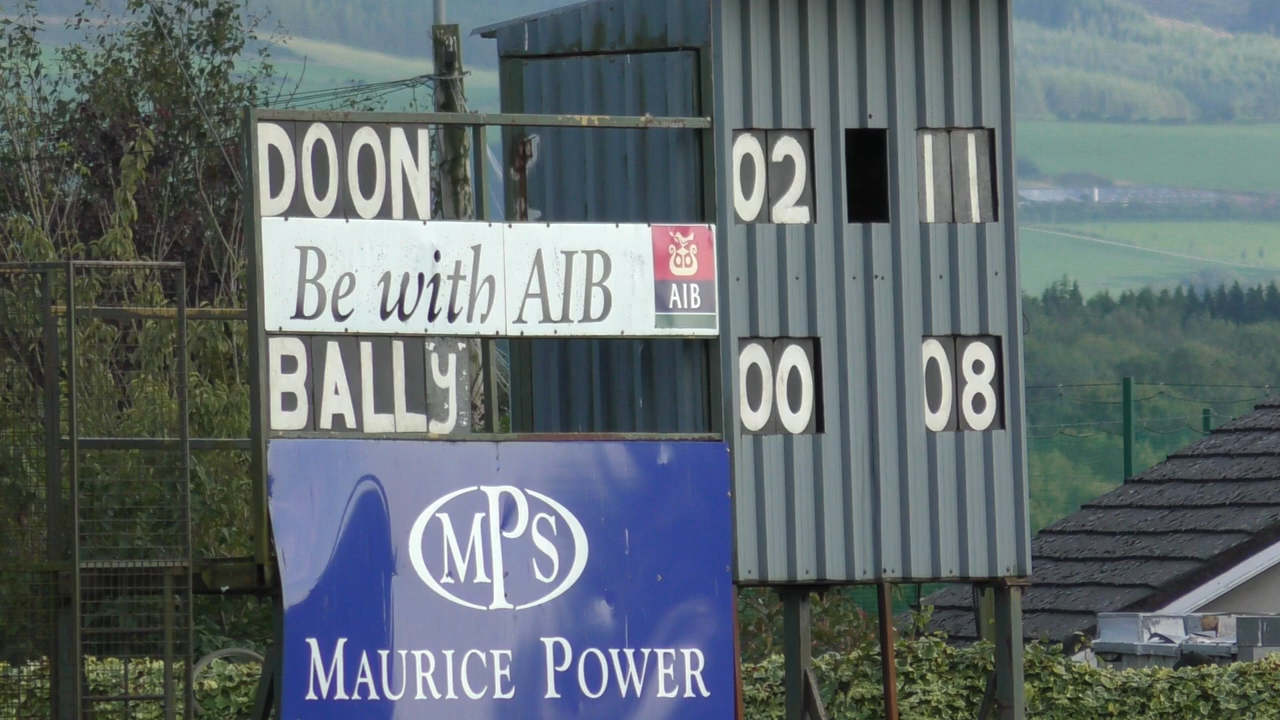 DOON 02 11
Be with AIB AIB
BALLY 00 08
MPS
MAURICE POWER